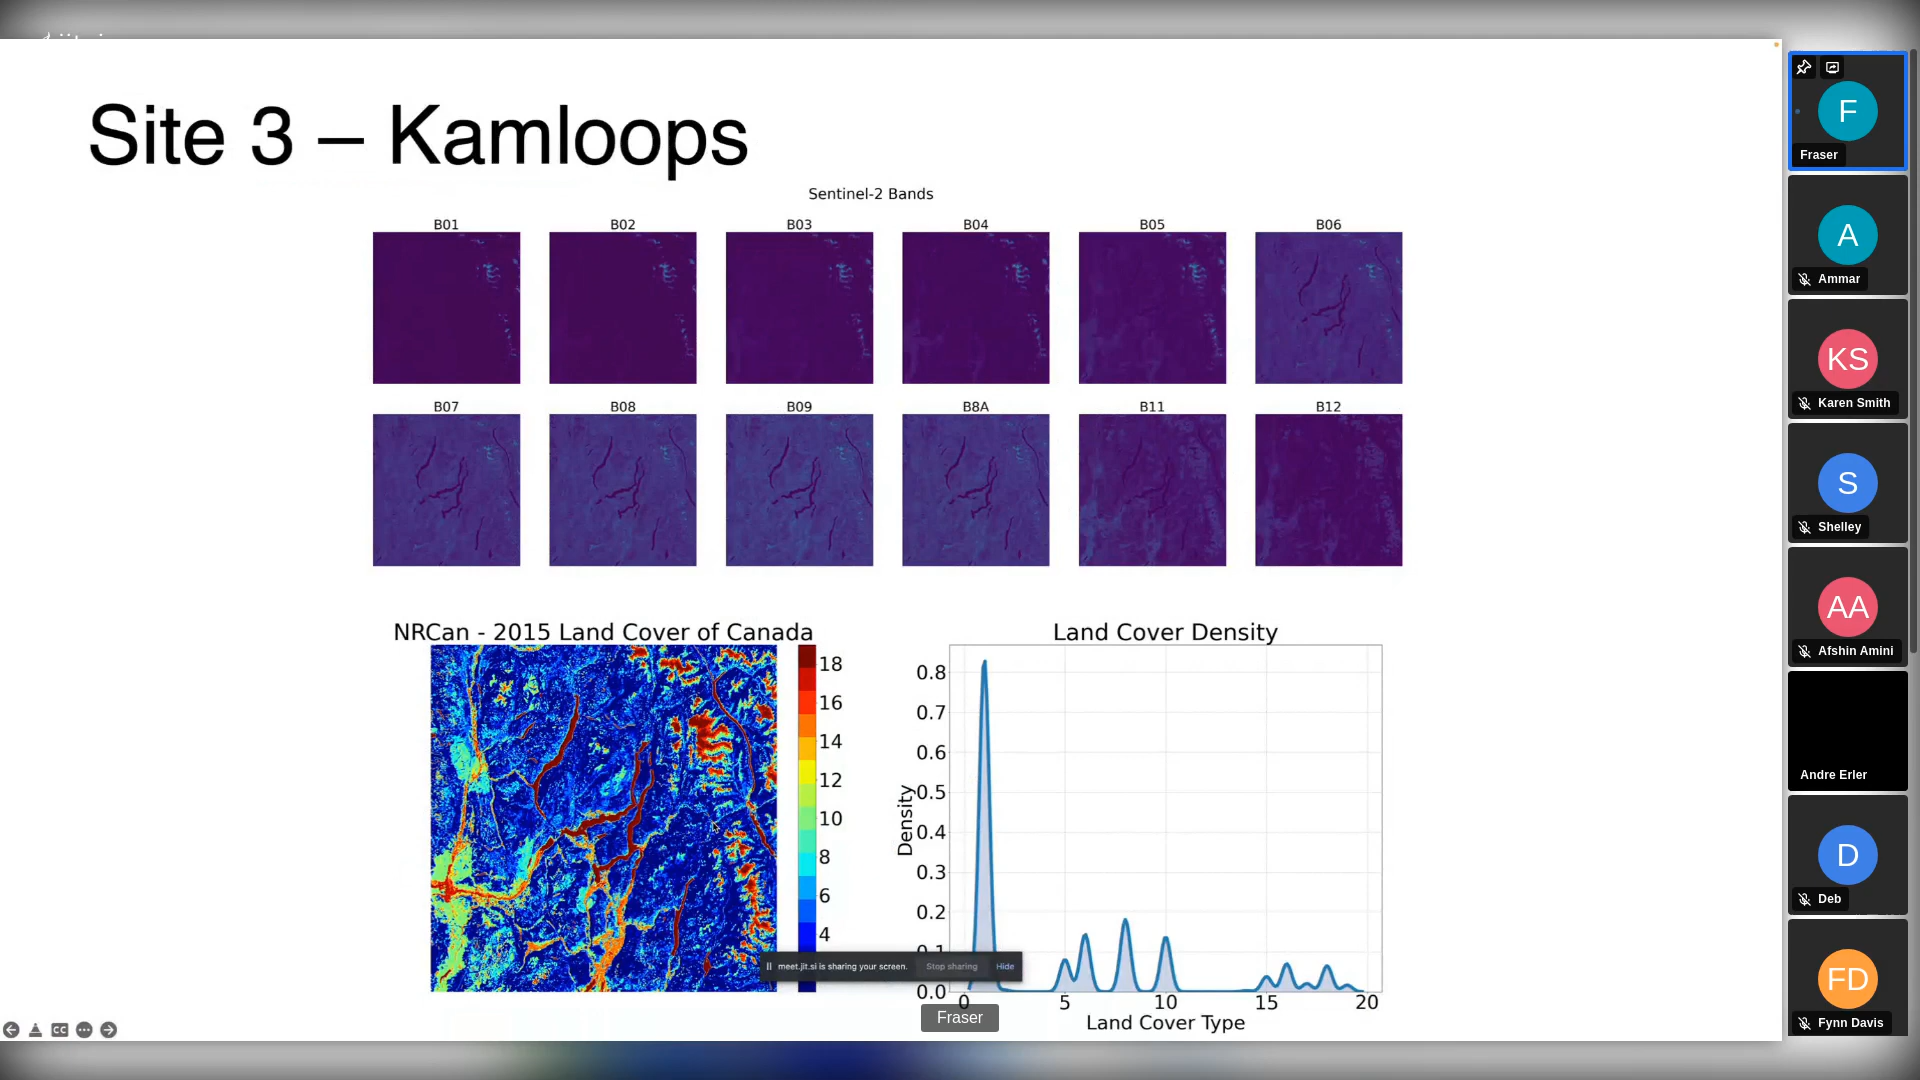 Site 3 – Kamloops
Sentinel-2 Bands
B01 B02 B03 B04 B05 B06
B07 B08 B09 B8A B11 B12
NRCan - 2015 Land Cover of Canada
18
16
14
12
10
8
6
4
Land Cover Density
Density
0.8
0.7
0.6
0.5
0.4
0.3
0.2
0.1
0.0
0 5 10 15 20
Land Cover Type
meet.jit.si is sharing your screen. Stop sharing Hide
Fraser
CC
F
Fraser
A
Ammar
KS
Karen Smith
S
Shelley
AA
Afshin Amini
Andre Erler
D
Deb
FD
Fynn Davis